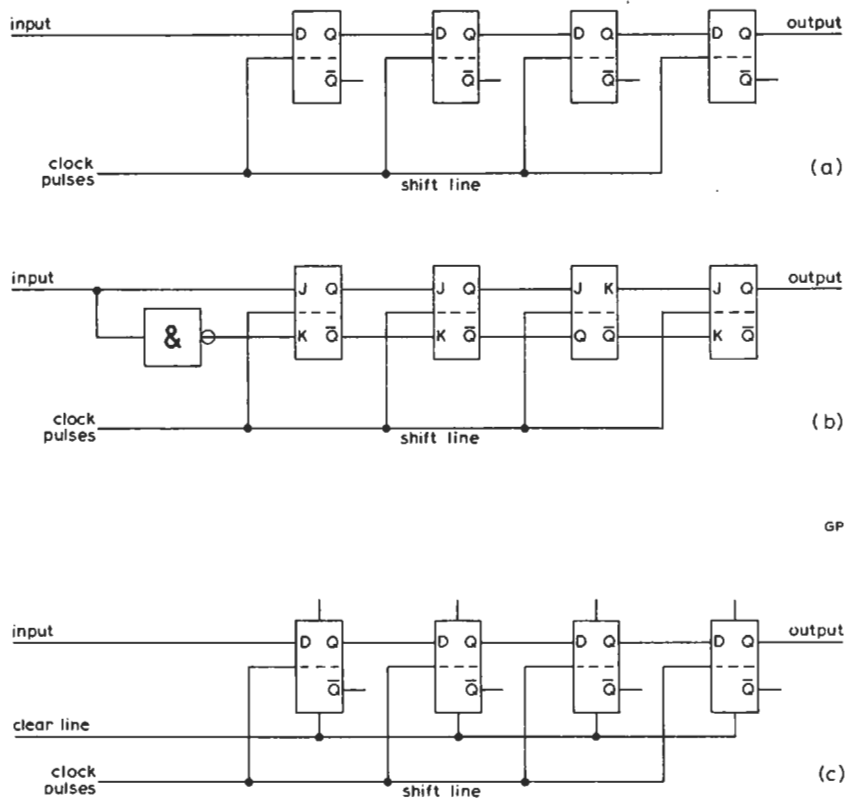 input D Q D Q D Q D Q output
Q̅ Q̅ Q̅ Q̅
clock
pulses
shift line
(a)
input J Q J Q J K J Q output
& K Q̅ K Q̅ Q Q̅ K Q̅
clock
pulses
shift line
(b)
GP
input D Q D Q D Q D Q output
Q̅ Q̅ Q̅ Q̅
clear line
clock
pulses
shift line
(c)